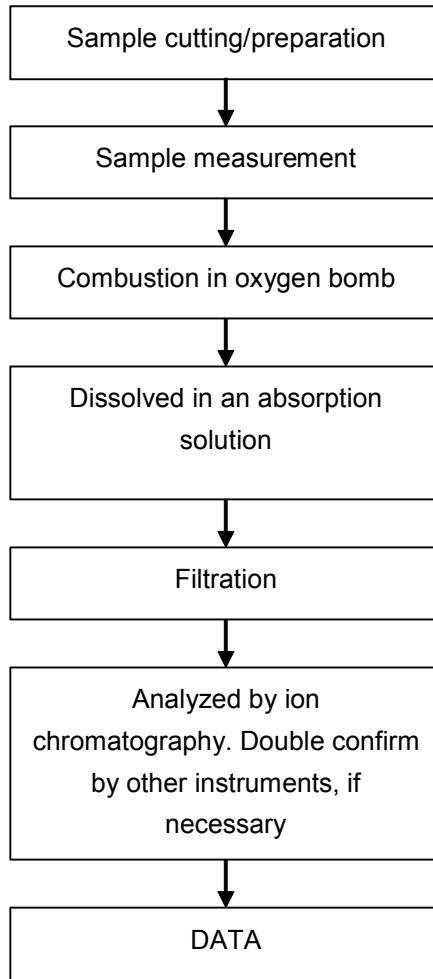 Sample cutting/preparation
Sample measurement
Combustion in oxygen bomb
Dissolved in an absorption
solution
Filtration
Analyzed by ion
chromatography. Double confirm
by other instruments, if
necessary
DATA